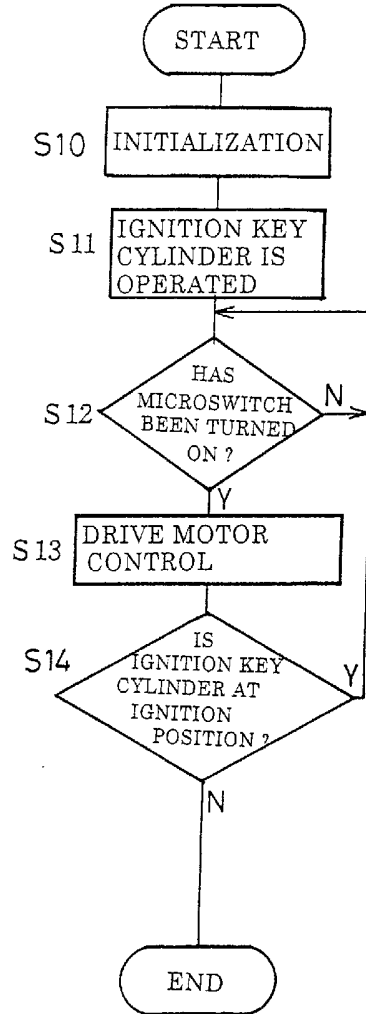 START
S10
INITIALIZATION
S11
IGNITION KEY
CYLINDER IS
OPERATED
S12
HAS
MICROSWITCH
BEEN TURNED
ON ?
N
Y
S13
DRIVE MOTOR
CONTROL
S14
IS
IGNITION KEY
CYLINDER AT
IGNITION
POSITION ?
Y
N
END